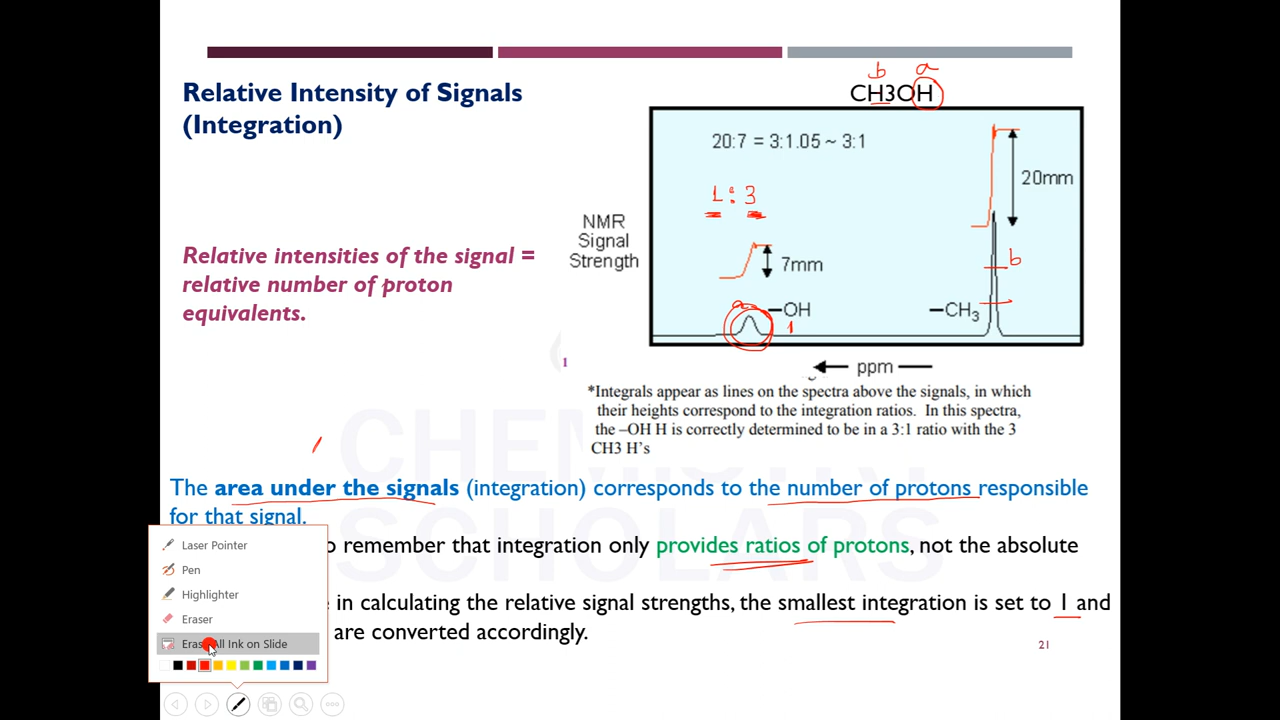 b a
CH3OH
Relative Intensity of Signals
(Integration)
20:7 = 3:1.05 ~ 3:1
20mm
1 : 3
NMR
Signal
Strength
Relative intensities of the signal =
relative number of proton
equivalents.
7mm
b
a
—OH
1
—CH3
1
ppm
*Integrals appear as lines on the spectra above the signals, in which
their heights correspond to the integration ratios. In this spectra,
the –OH H is correctly determined to be in a 3:1 ratio with the 3
CH3 H's
CHEMISTRY
SCHOLARS
The area under the signals (integration) corresponds to the number of protons responsible
for that signal.
o remember that integration only provides ratios of protons, not the absolute
in calculating the relative signal strengths, the smallest integration is set to 1 and
are converted accordingly.
21
Laser Pointer
Pen
Highlighter
Eraser
Erase All Ink on Slide